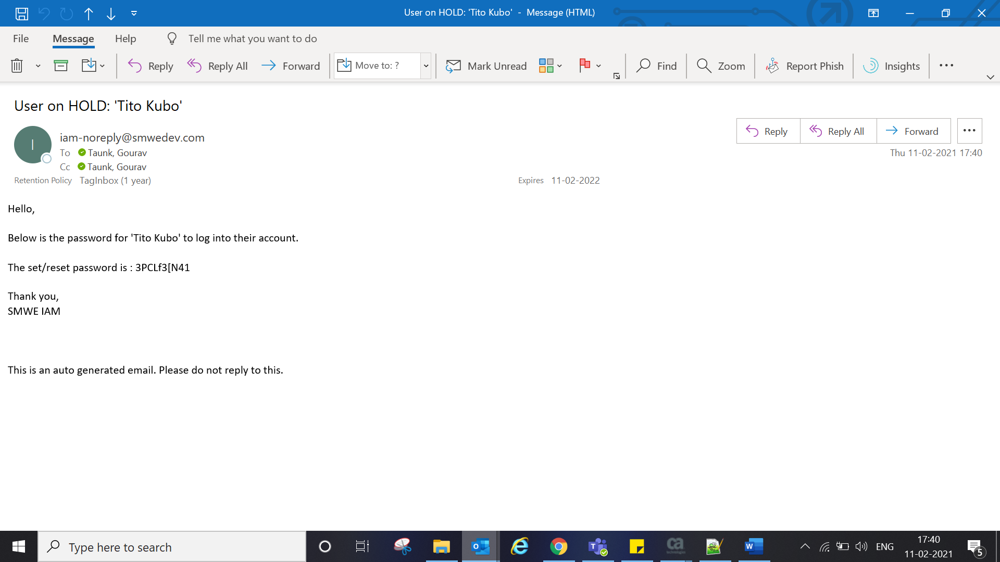 User on HOLD: 'Tito Kubo'  -  Message (HTML)
File Message Help Tell me what you want to do
Reply Reply All Forward Move to: ? Mark Unread Find Zoom Report Phish Insights
User on HOLD: 'Tito Kubo'
I
iam-noreply@smwedev.com
Reply Reply All Forward
To Taunk, Gourav
Thu 11-02-2021 17:40
Cc Taunk, Gourav
Retention Policy TagInbox (1 year) Expires 11-02-2022
Hello,
Below is the password for 'Tito Kubo' to log into their account.
The set/reset password is : 3PCLf3[N41
Thank you,
SMWE IAM
This is an auto generated email. Please do not reply to this.
Type here to search
ca
technologies
ENG
17:40
11-02-2021
5